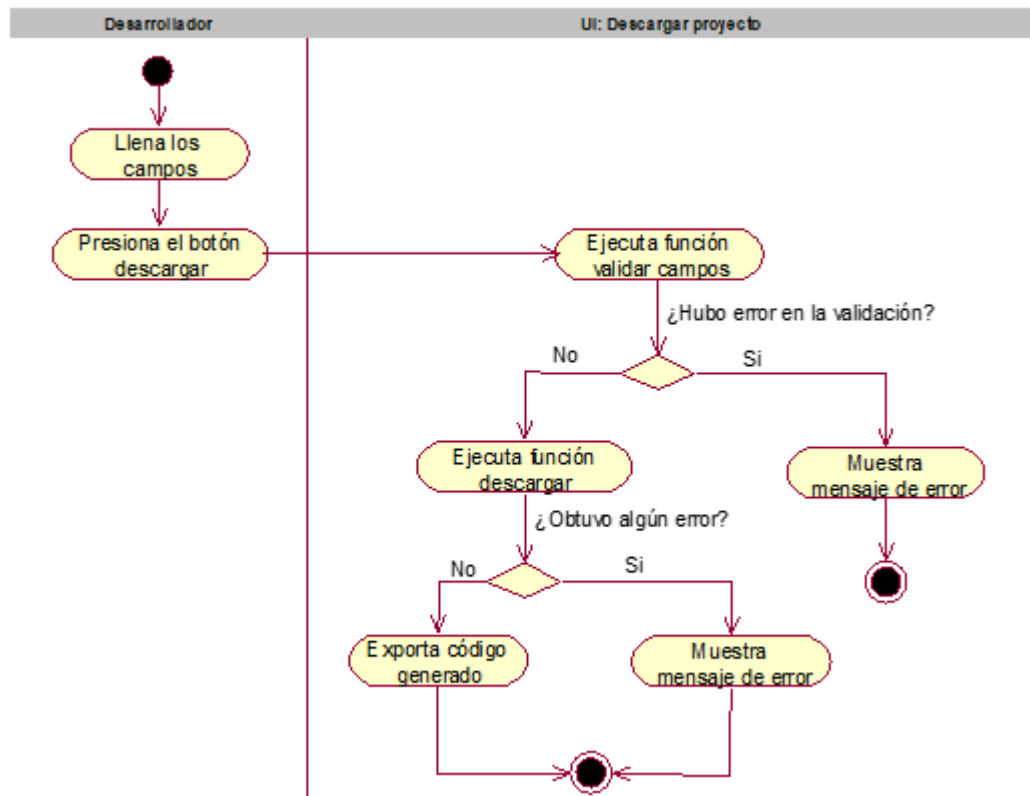 Desarrollador
UI: Descargar proyecto
Llena los
campos
Presiona el botón
descargar
Ejecuta función
validar campos
¿Hubo error en la validación?
No
Si
Ejecuta función
descargar
Muestra
mensaje de error
¿Obtuvo algún error?
No
Si
Exporta código
generado
Muestra
mensaje de error